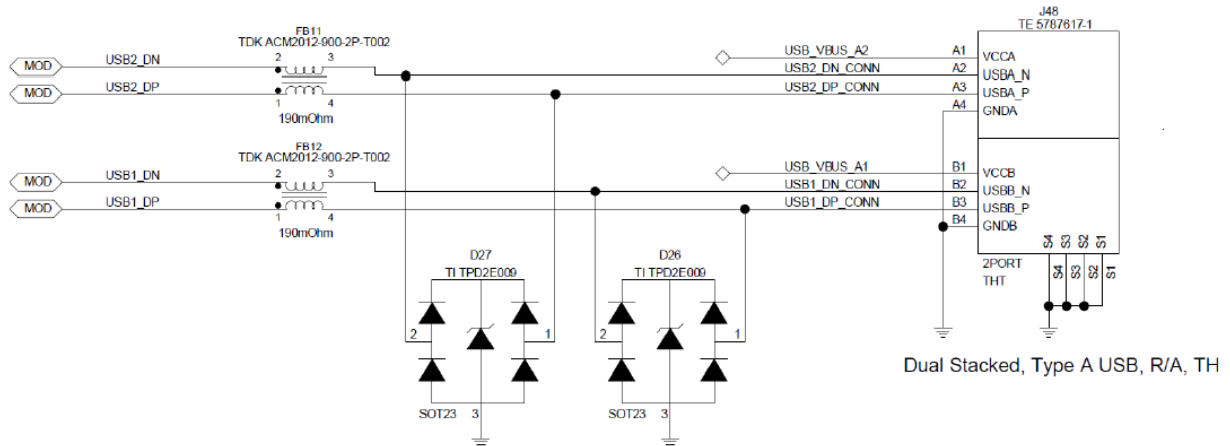 J48
TE 5787617-1
FB11
TDK ACM2012-900-2P-T002
MOD
USB2_DN
2 3
USB_VBUS_A2
A1
VCCA
USB2_DN_CONN
A2
USBA_N
MOD
USB2_DP
1 4
USB2_DP_CONN
A3
USBA_P
A4
GNDA
190mOhm
FB12
TDK ACM2012-900-2P-T002
MOD
USB1_DN
2 3
USB_VBUS_A1
B1
VCCB
USB1_DN_CONN
B2
USBB_N
MOD
USB1_DP
1 4
USB1_DP_CONN
B3
USBB_P
B4
GNDB
190mOhm
S4 S3 S2 S1
2PORT
THT
S4 S3 S2 S1
D27
TI TPD2E009
D26
TI TPD2E009
2 1
2 1
SOT23 3
SOT23 3
Dual Stacked, Type A USB, R/A, TH